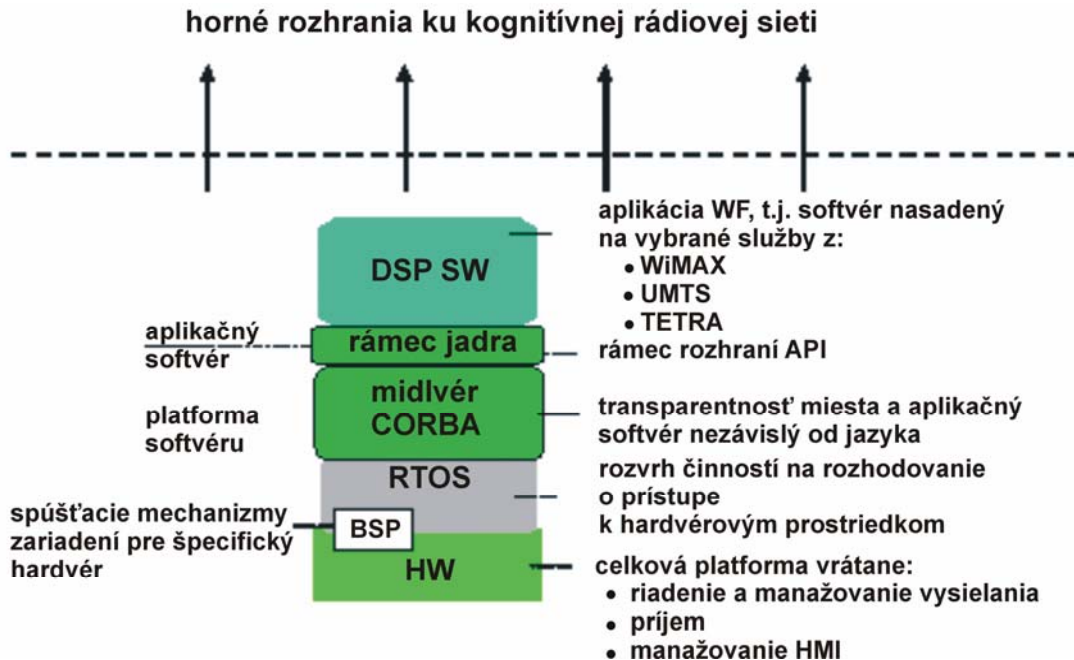 horné rozhrania ku kognitívnej rádiovej sieti
aplikácia WF, t.j. softvér nasadený
na vybrané služby z:
• WiMAX
• UMTS
• TETRA
DSP SW
aplikačný
softvér
rámec jadra
rámec rozhraní API
midlvér
CORBA
platforma
softvéru
transparentnosť miesta a aplikačný
softvér nezávislý od jazyka
RTOS
rozvrh činností na rozhodovanie
o prístupe
k hardvérovým prostriedkom
spúšťacie mechanizmy
zariadení pre špecifický
hardvér
BSP
HW
celková platforma vrátane:
• riadenie a manažovanie vysielania
• príjem
• manažovanie HMI